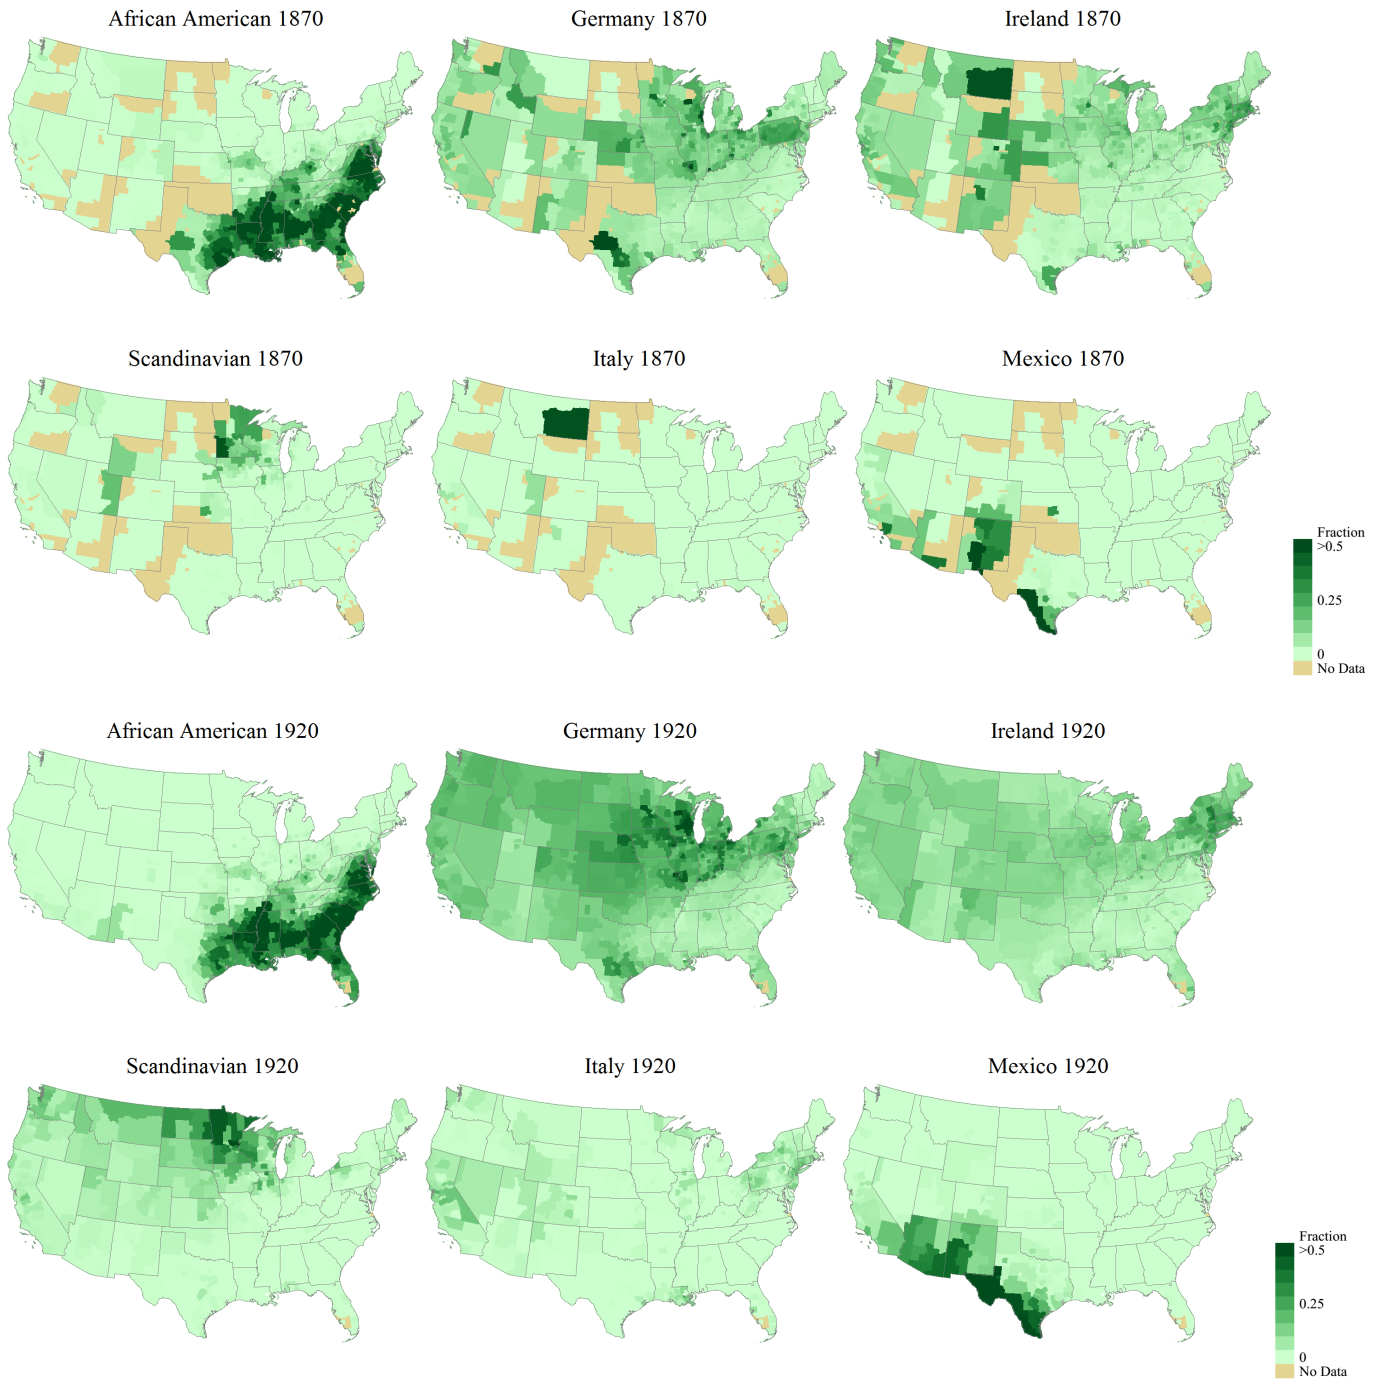 African American 1870
Germany 1870
Ireland 1870
Scandinavian 1870
Italy 1870
Mexico 1870
Fraction
>0.5
0.25
0
No Data
African American 1920
Germany 1920
Ireland 1920
Scandinavian 1920
Italy 1920
Mexico 1920
Fraction
>0.5
0.25
0
No Data